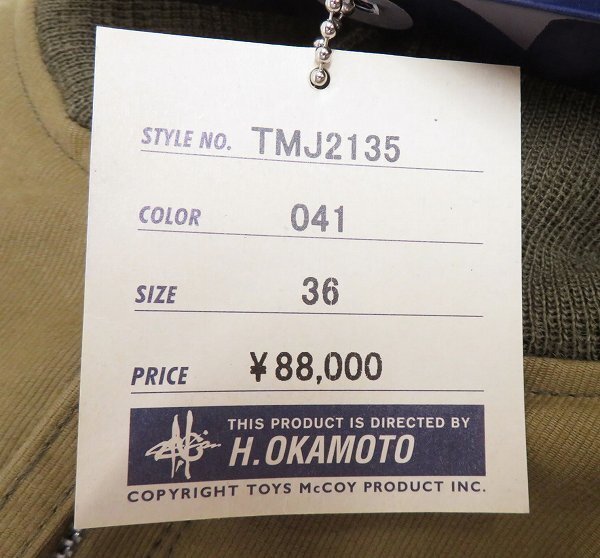 STYLE NO. TMJ2135
COLOR 041
SIZE 36
PRICE ¥88,000
THIS PRODUCT IS DIRECTED BY
H.OKAMOTO
COPYRIGHT TOYS McCOY PRODUCT INC.